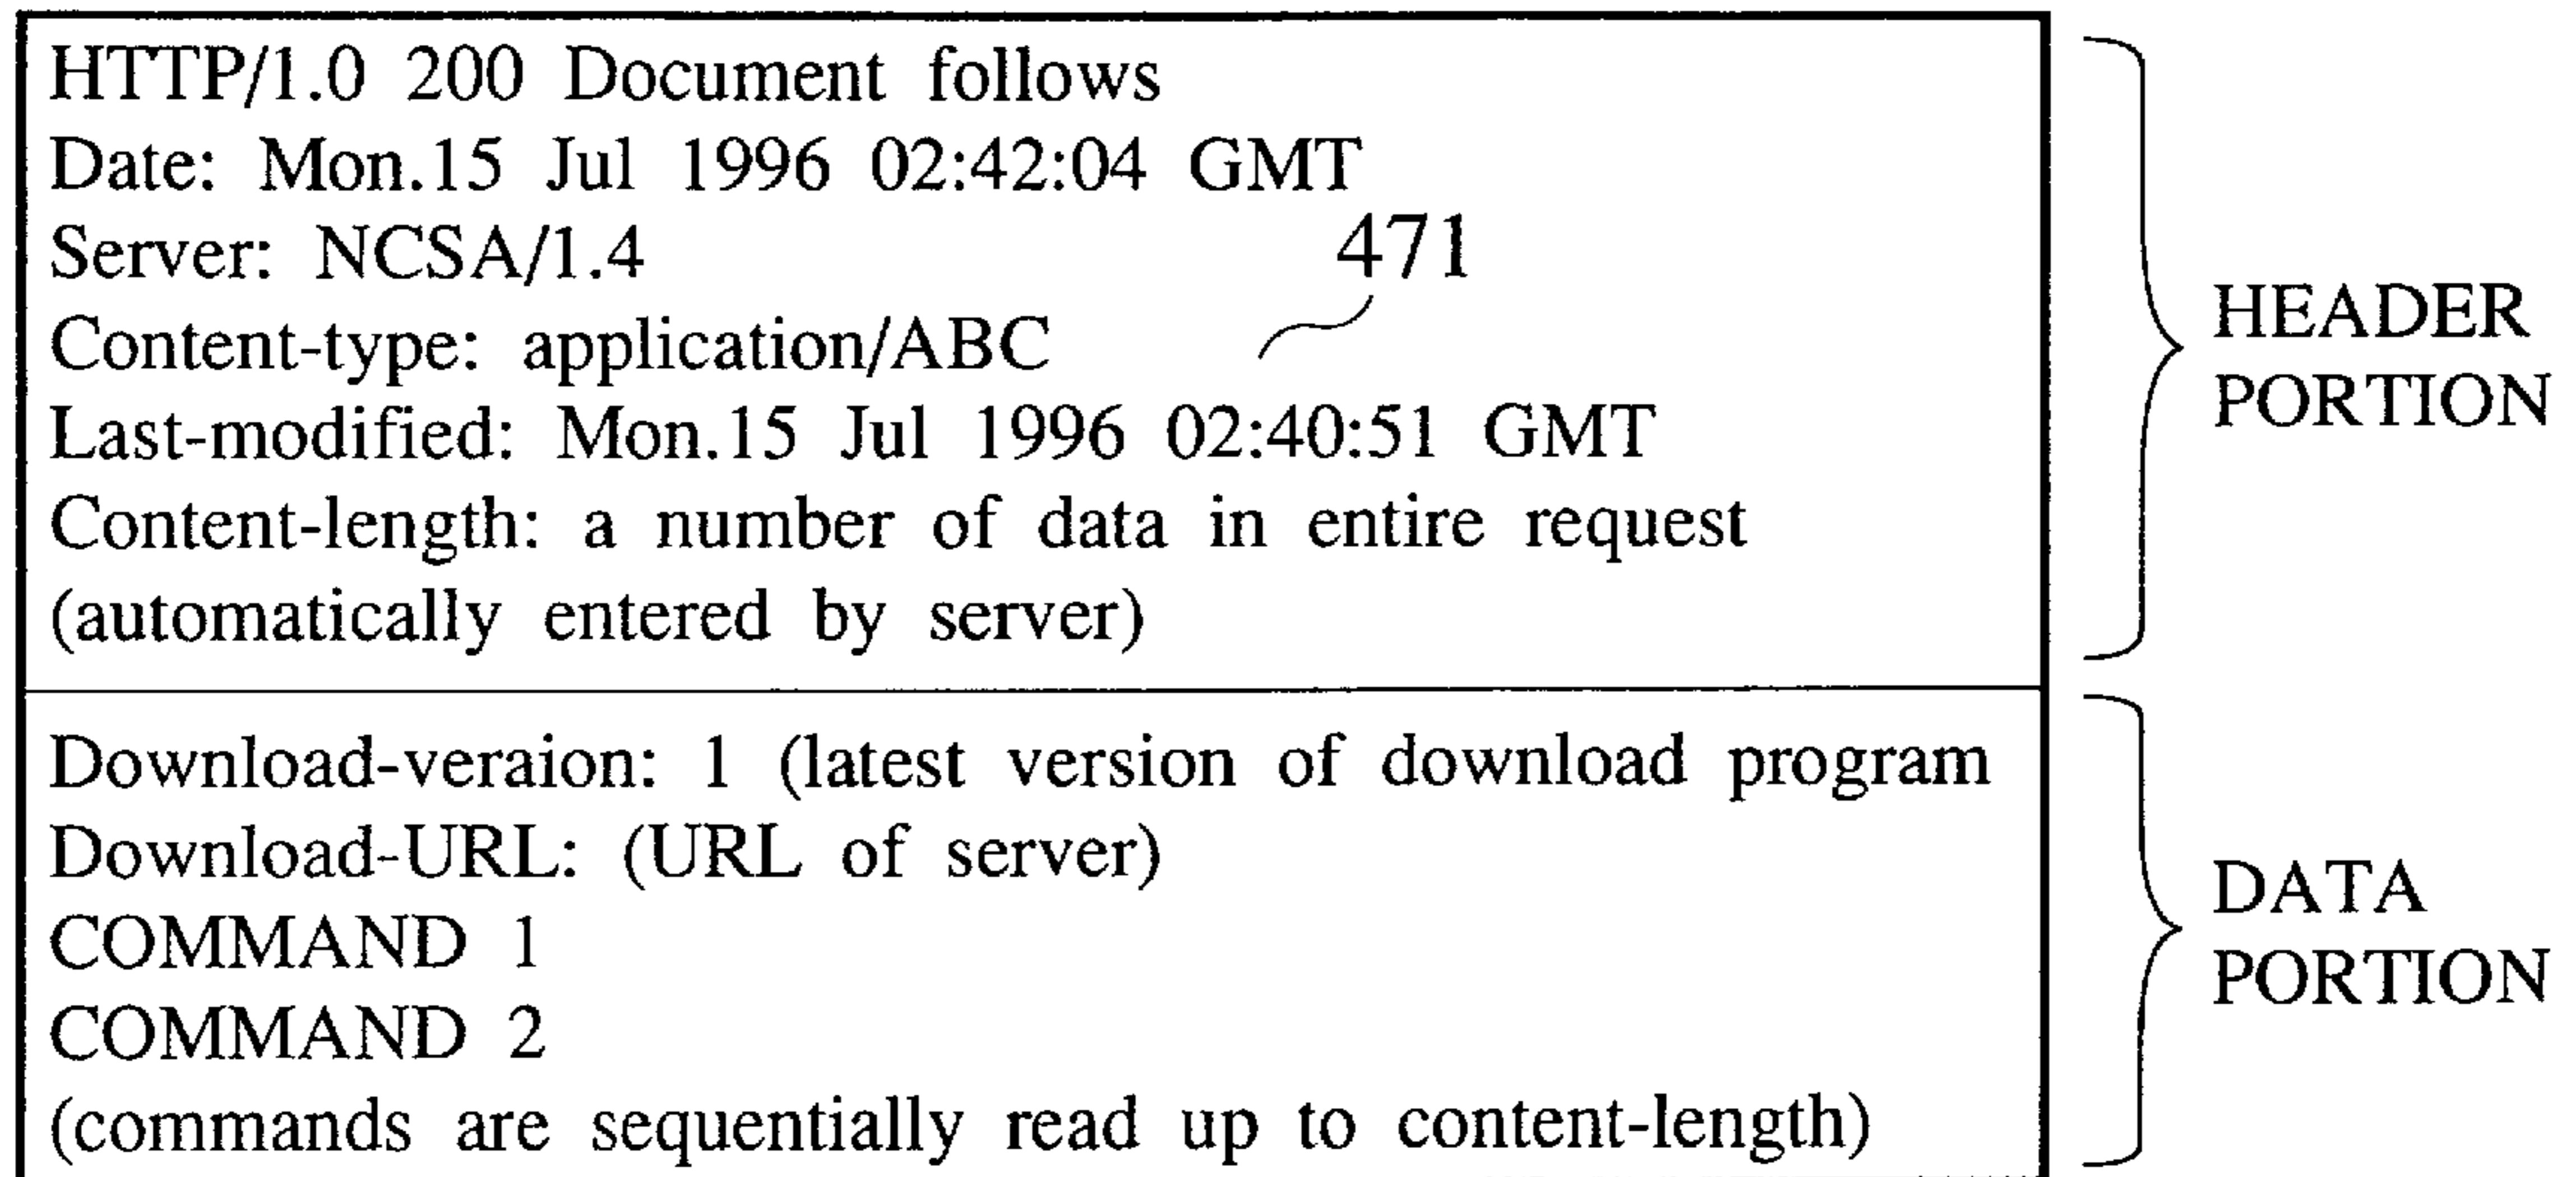 HTTP/1.0 200 Document follows
Date: Mon.15 Jul 1996 02:42:04 GMT
Server: NCSA/1.4
471
Content-type: application/ABC
Last-modified: Mon.15 Jul 1996 02:40:51 GMT
Content-length: a number of data in entire request
(automatically entered by server)
HEADER
PORTION
Download-veraion: 1 (latest version of download program
Download-URL: (URL of server)
COMMAND 1
COMMAND 2
(commands are sequentially read up to content-length)
DATA
PORTION